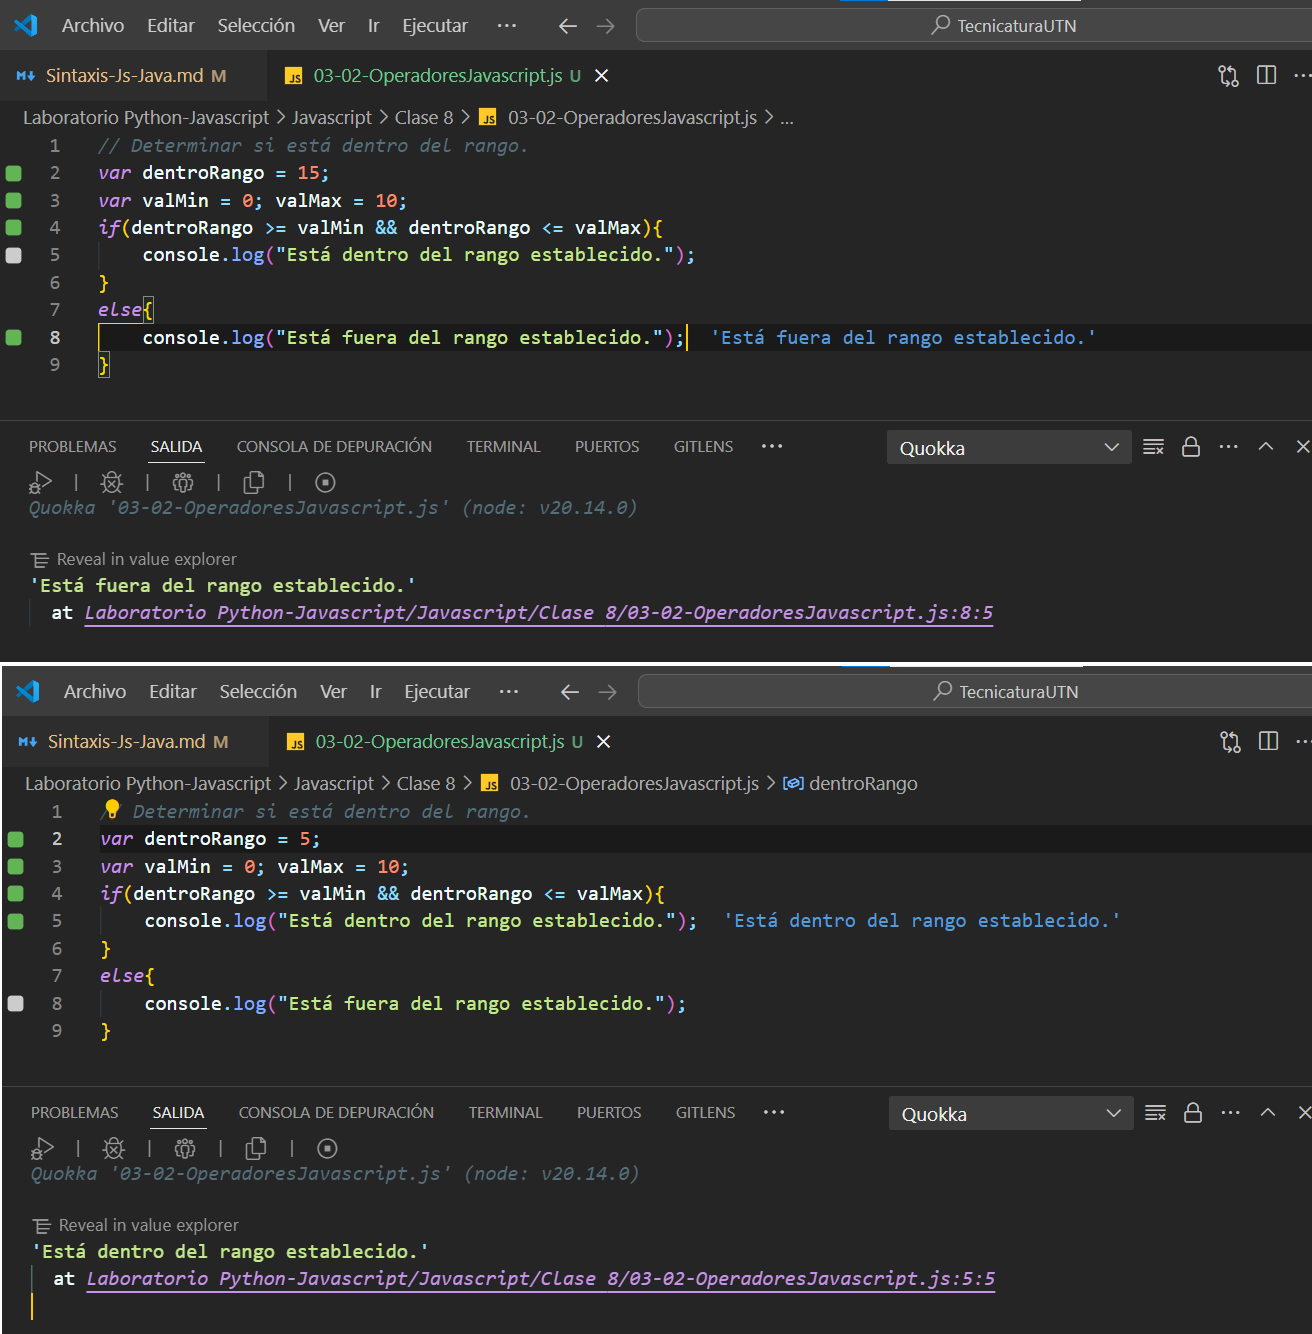 Archivo Editar Selección Ver Ir Ejecutar ··· TecnicaturaUTN
Sintaxis-Js-Java.md M JS 03-02-OperadoresJavascript.js U
Laboratorio Python-Javascript > Javascript > Clase 8 > JS 03-02-OperadoresJavascript.js > ...
1 // Determinar si está dentro del rango.
2 var dentroRango = 15;
3 var valMin = 0; valMax = 10;
4 if(dentroRango >= valMin && dentroRango <= valMax){
5 console.log("Está dentro del rango establecido.");
6 }
7 else{
8 console.log("Está fuera del rango establecido."); 'Está fuera del rango establecido.'
9 }
PROBLEMAS SALIDA CONSOLA DE DEPURACIÓN TERMINAL PUERTOS GITLENS ··· Quokka
Quokka '03-02-OperadoresJavascript.js' (node: v20.14.0)
Reveal in value explorer
'Está fuera del rango establecido.'
at Laboratorio Python-Javascript/Javascript/Clase 8/03-02-OperadoresJavascript.js:8:5
Archivo Editar Selección Ver Ir Ejecutar ··· TecnicaturaUTN
Sintaxis-Js-Java.md M JS 03-02-OperadoresJavascript.js U
Laboratorio Python-Javascript > Javascript > Clase 8 > JS 03-02-OperadoresJavascript.js > dentroRango
1 / Determinar si está dentro del rango.
2 var dentroRango = 5;
3 var valMin = 0; valMax = 10;
4 if(dentroRango >= valMin && dentroRango <= valMax){
5 console.log("Está dentro del rango establecido."); 'Está dentro del rango establecido.'
6 }
7 else{
8 console.log("Está fuera del rango establecido.");
9 }
PROBLEMAS SALIDA CONSOLA DE DEPURACIÓN TERMINAL PUERTOS GITLENS ··· Quokka
Quokka '03-02-OperadoresJavascript.js' (node: v20.14.0)
Reveal in value explorer
'Está dentro del rango establecido.'
at Laboratorio Python-Javascript/Javascript/Clase 8/03-02-OperadoresJavascript.js:5:5